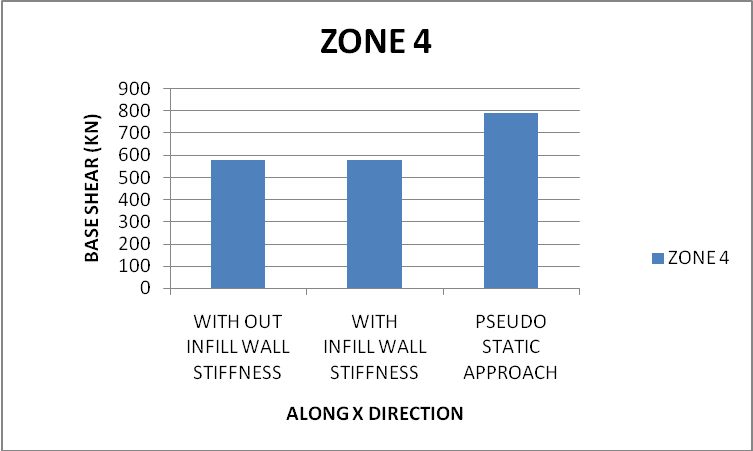 ZONE 4
BASE SHEAR (KN)
900
800
700
600
500
400
300
200
100
0
ZONE 4
WITH OUT
INFILL WALL
STIFFNESS
WITH
INFILL WALL
STIFFNESS
PSEUDO
STATIC
APPROACH
ALONG X DIRECTION